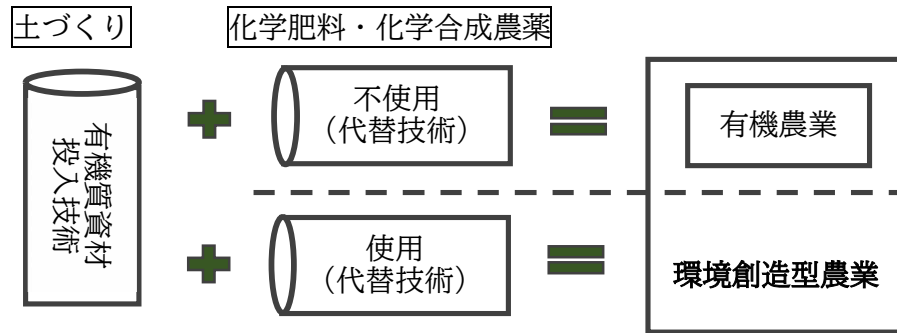 土づくり
化学肥料・化学合成農薬
有機質資材
投入技術
不使用
（代替技術）
有機農業
使用
（代替技術）
環境創造型農業